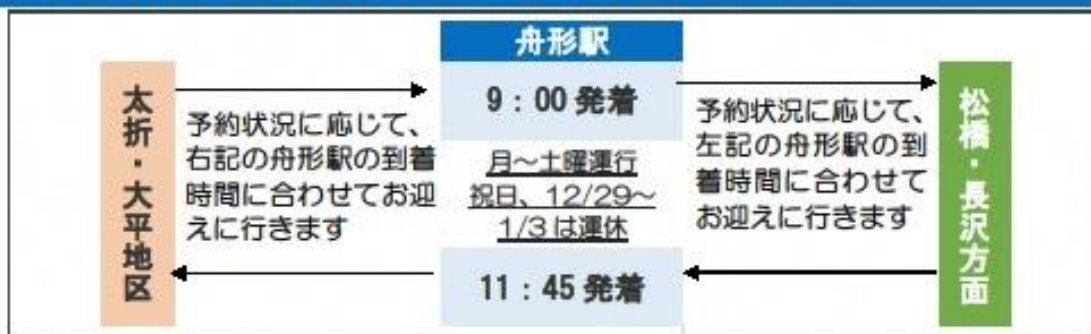 舟形駅
太折・大平地区
9：00 発着
予約状況に応じて、
右記の舟形駅の到着
時間に合わせてお迎
えに行きます
月～土曜運行
祝日、12/29～
1/3 は運休
11：45 発着
予約状況に応じて、
左記の舟形駅の到
着時間に合わせて
お迎えに行きます
松橋・長沢方面